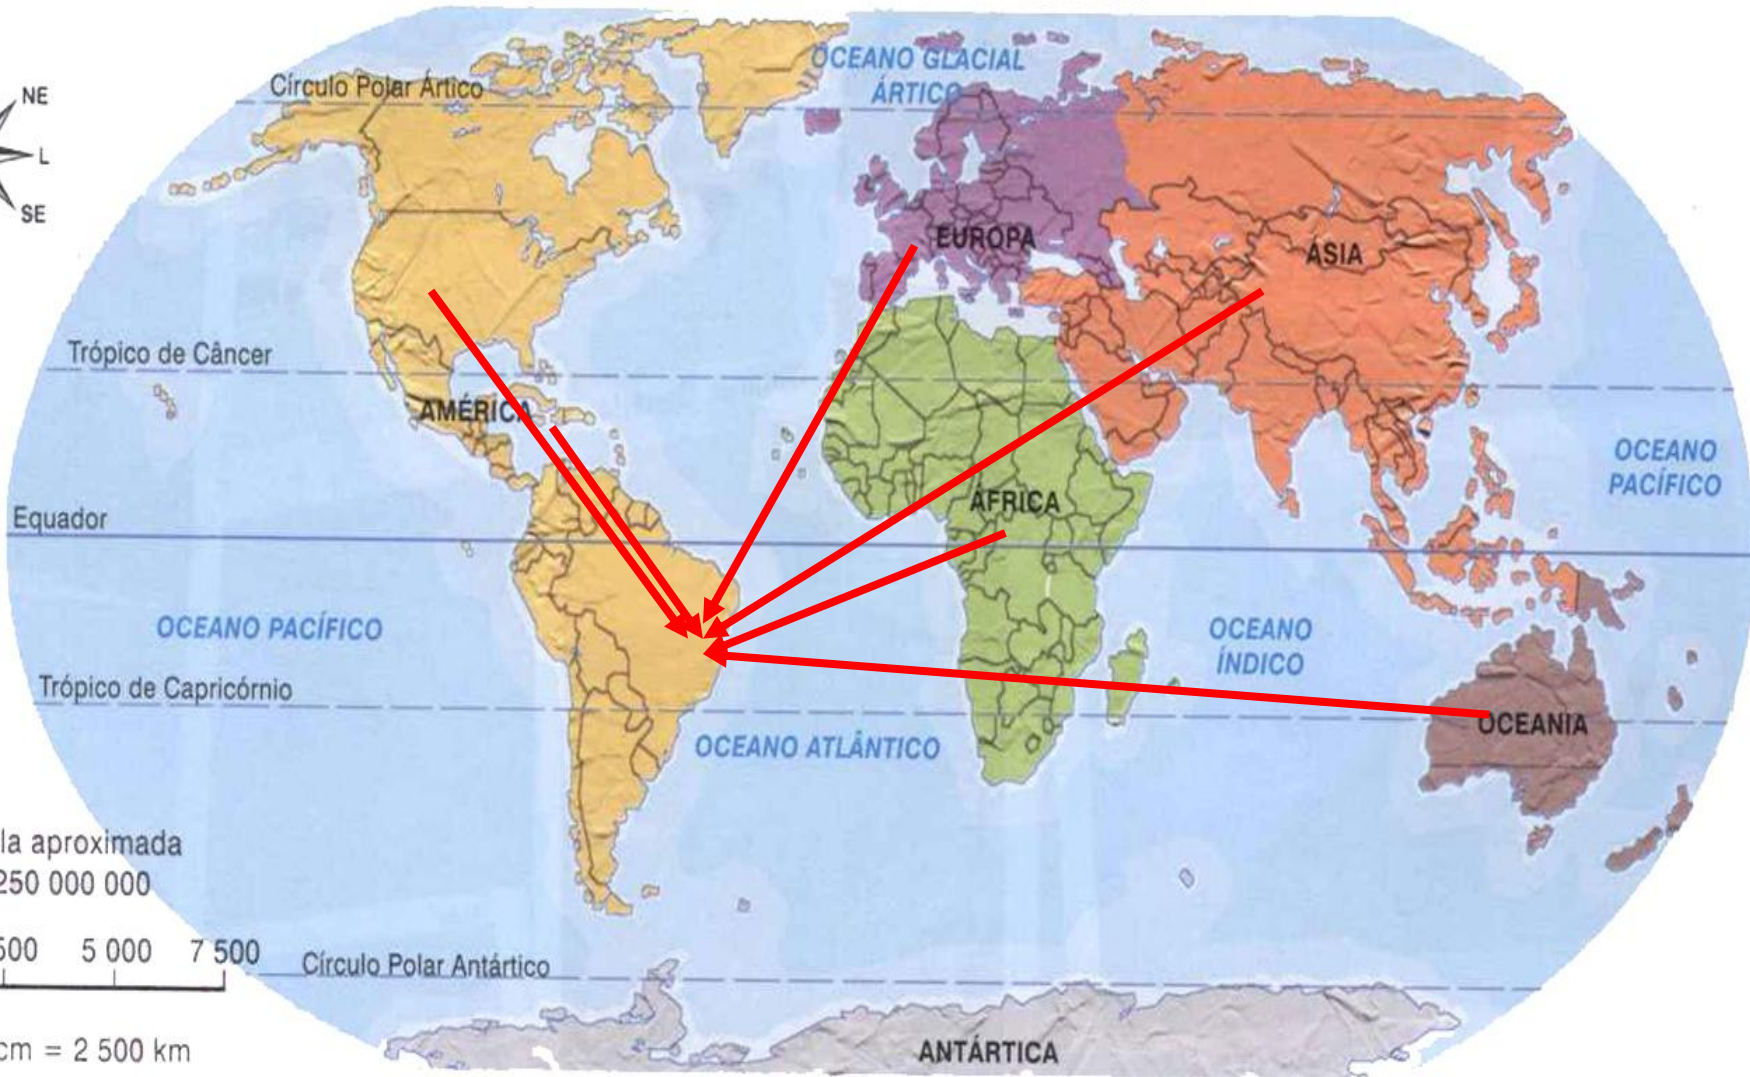 OCEANO GLACIAL
ÁRTICO
Círculo Polar Ártico
NE
L
SE
EUROPA
ÁSIA
Trópico de Câncer
AMÉRICA
OCEANO
PACÍFICO
ÁFRICA
Equador
OCEANO PACÍFICO
OCEANO
ÍNDICO
Trópico de Capricórnio
OCEANIA
OCEANO ATLÂNTICO
la aproximada
250 000 000
500 5 000 7 500
Círculo Polar Antártico
cm = 2 500 km
ANTÁRTICA